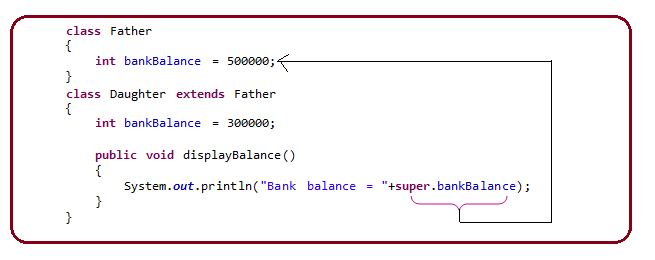 class Father
{
int bankBalance = 500000;
}
class Daughter extends Father
{
int bankBalance = 300000;
public void displayBalance()
{
System.out.println("Bank balance = "+super.bankBalance);
}
}